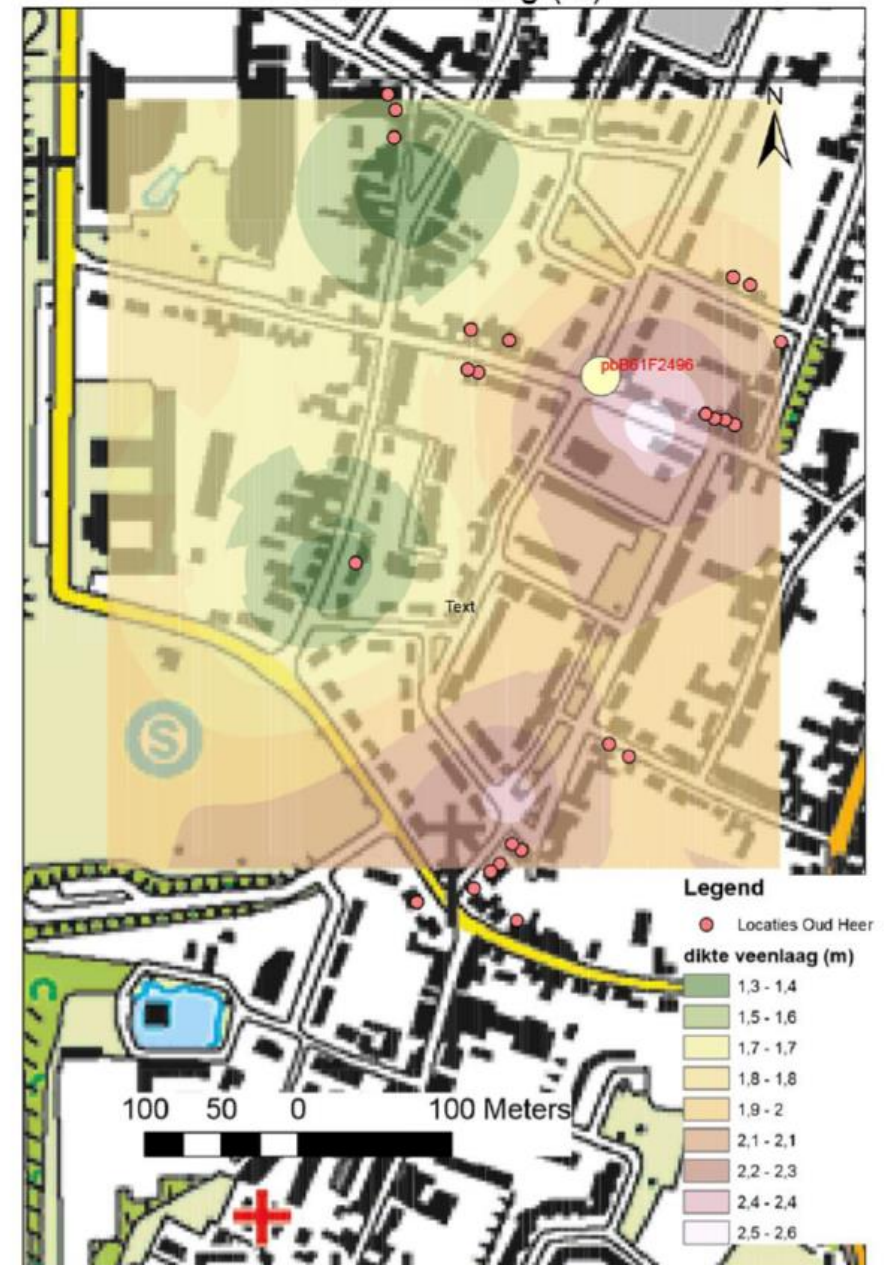 2
N
pbB61F2496
Text
S
Legend
Locaties Oud Heer
dikte veenlaag (m)
1,3 - 1,4
1,5 - 1,6
1,7 - 1,7
1,8 - 1,8
1,9 - 2
2,1 - 2,1
2,2 - 2,3
2,4 - 2,4
2,5 - 2,6
100 50 0 100 Meters